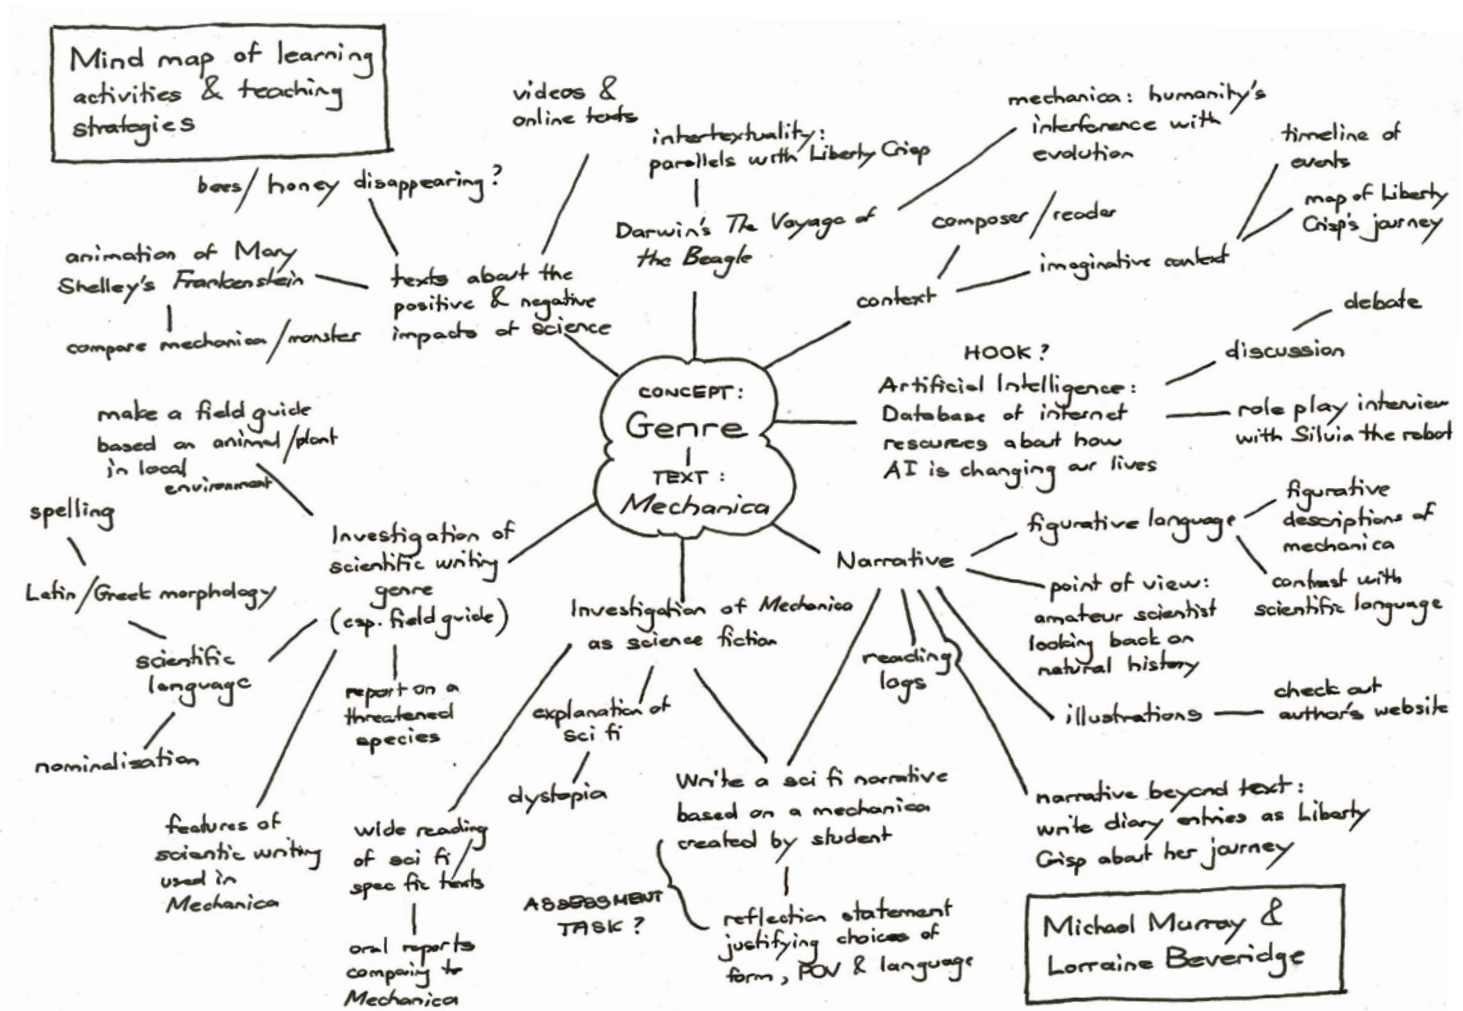 Mind map of learning
activities & teaching
strategies
videos &
online texts
intertextuality:
parallels with Liberty Crisp
Darwin's The Voyage of
the Beagle
mechanica: humanity's
interference with
evolution
timeline of
events
map of Liberty
Crisp's journey
composer/reader
imaginative context
context
bees/honey disappearing?
animation of Mary
Shelley's Frankenstein
compare mechanica/monster
texts about the
positive & negative
impacts of science
CONCEPT:
Genre
TEXT:
Mechanica
HOOK?
Artificial Intelligence:
Database of internet
resources about how
AI is changing our lives
debate
discussion
role play interview
with Silvia the robot
make a field guide
based on animal/plant
in local
environment
spelling
Latin/Greek morphology
scientific
language
nominalization
Investigation of
scientific writing
genre
(esp. field guide)
report on a
threatened
species
features of
scientic writing
used in
Mechanica
Investigation of Mechanica
as science fiction
explanation of
sci fi
dystopia
wide reading
of sci fi/
spec fic texts
oral reports
comparing to
Mechanica
Narrative
figurative language
figurative
descriptions of
mechanica
contrast with
scientific language
point of view:
amateur scientist
looking back on
natural history
reading
logs
illustrations
check out
author's website
Write a sci fi narrative
based on a mechanica
created by student
ASSESSMENT
TASK?
reflection statement
justifying choices of
form, POV & language
narrative beyond text:
write diary entries as Liberty
Crisp about her journey
Michael Murray &
Lorraine Beveridge